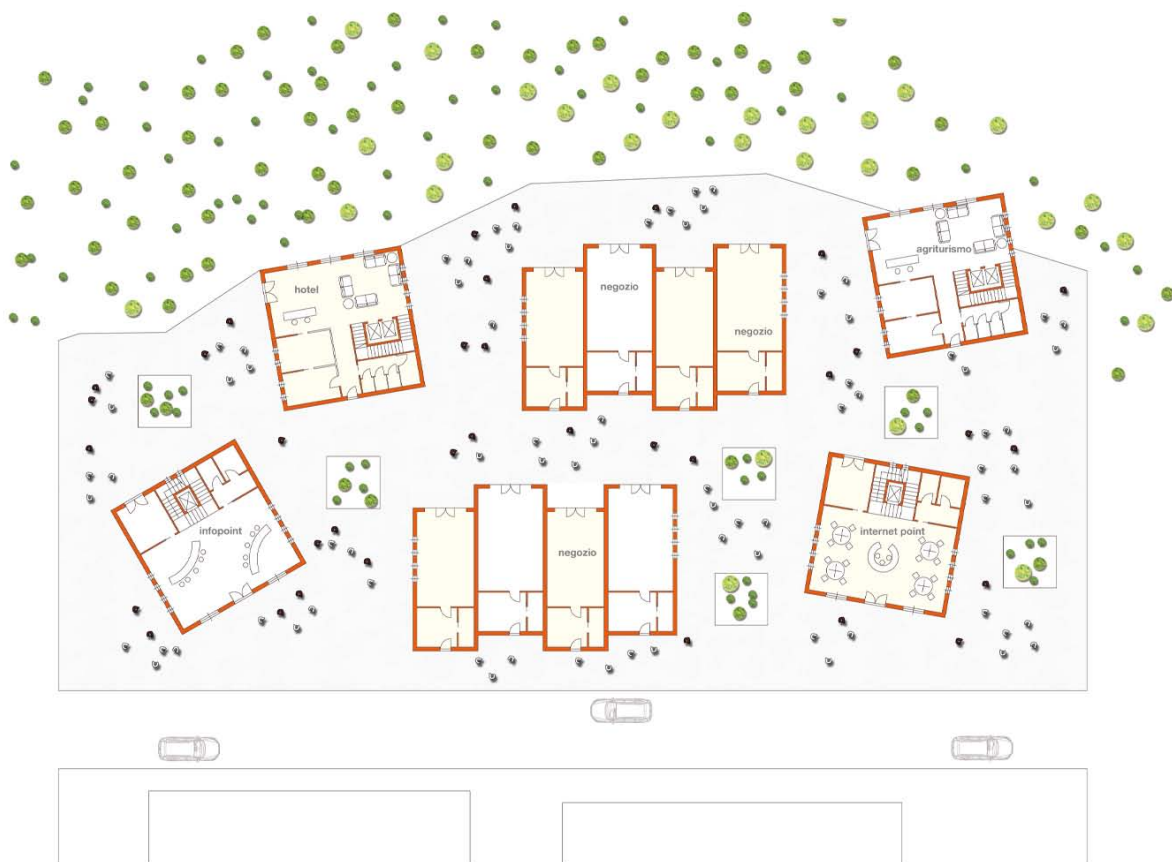 agriturismo
hotel
negozio
negozio
infopoint
negozio
internet point